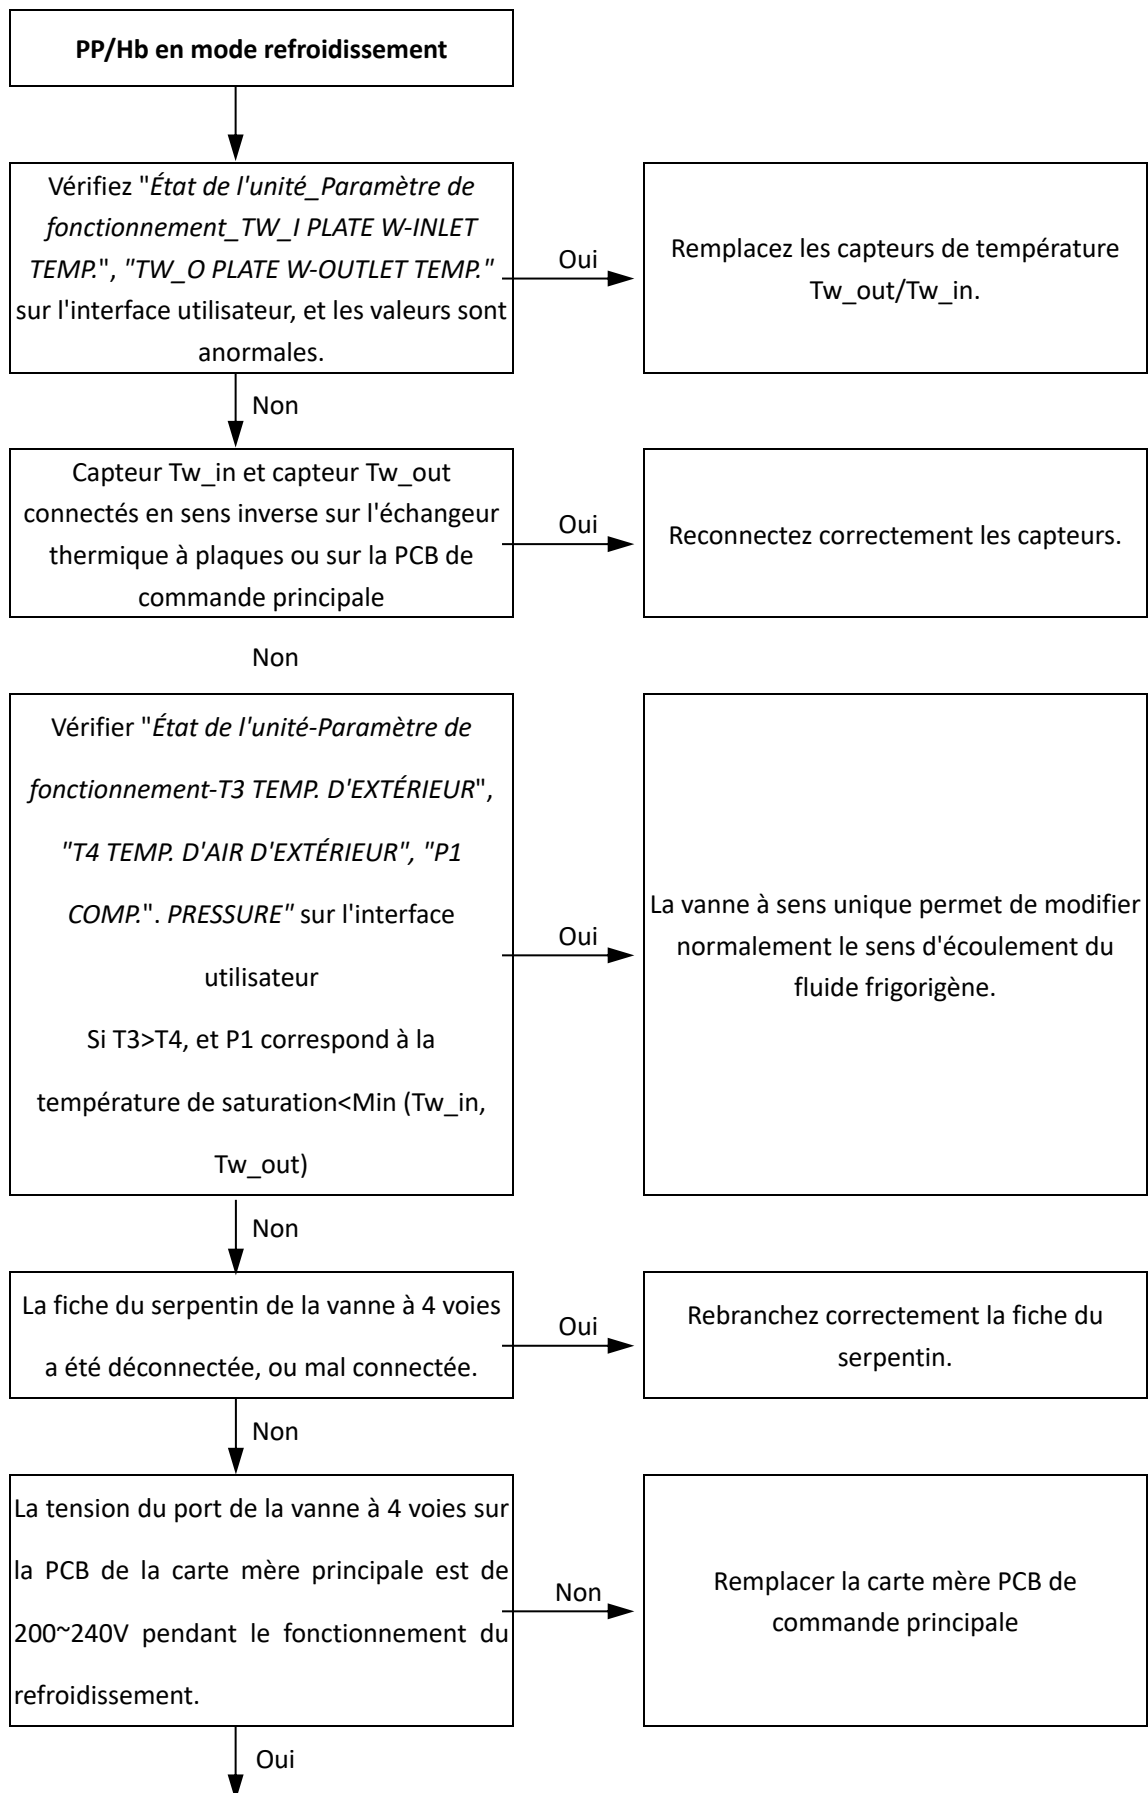 PP/Hb en mode refroidissement
Vérifiez "État de l'unité_Paramètre de
fonctionnement_TW_I PLATE W-INLET
TEMP.", "TW_O PLATE W-OUTLET TEMP."
sur l'interface utilisateur, et les valeurs sont
anormales.
Oui
Remplacez les capteurs de température
Tw_out/Tw_in.
Non
Capteur Tw_in et capteur Tw_out
connectés en sens inverse sur l'échangeur
thermique à plaques ou sur la PCB de
commande principale
Oui
Reconnectez correctement les capteurs.
Non
Vérifier "État de l'unité-Paramètre de
fonctionnement-T3 TEMP. D'EXTÉRIEUR",
"T4 TEMP. D'AIR D'EXTÉRIEUR", "P1
COMP.". PRESSURE" sur l'interface
utilisateur
Si T3>T4, et P1 correspond à la
température de saturation<Min (Tw_in,
Tw_out)
Oui
La vanne à sens unique permet de modifier
normalement le sens d'écoulement du
fluide frigorigène.
Non
La fiche du serpentin de la vanne à 4 voies
a été déconnectée, ou mal connectée.
Oui
Rebranchez correctement la fiche du
serpentin.
Non
La tension du port de la vanne à 4 voies sur
la PCB de la carte mère principale est de
200~240V pendant le fonctionnement du
refroidissement.
Non
Remplacer la carte mère PCB de
commande principale
Oui